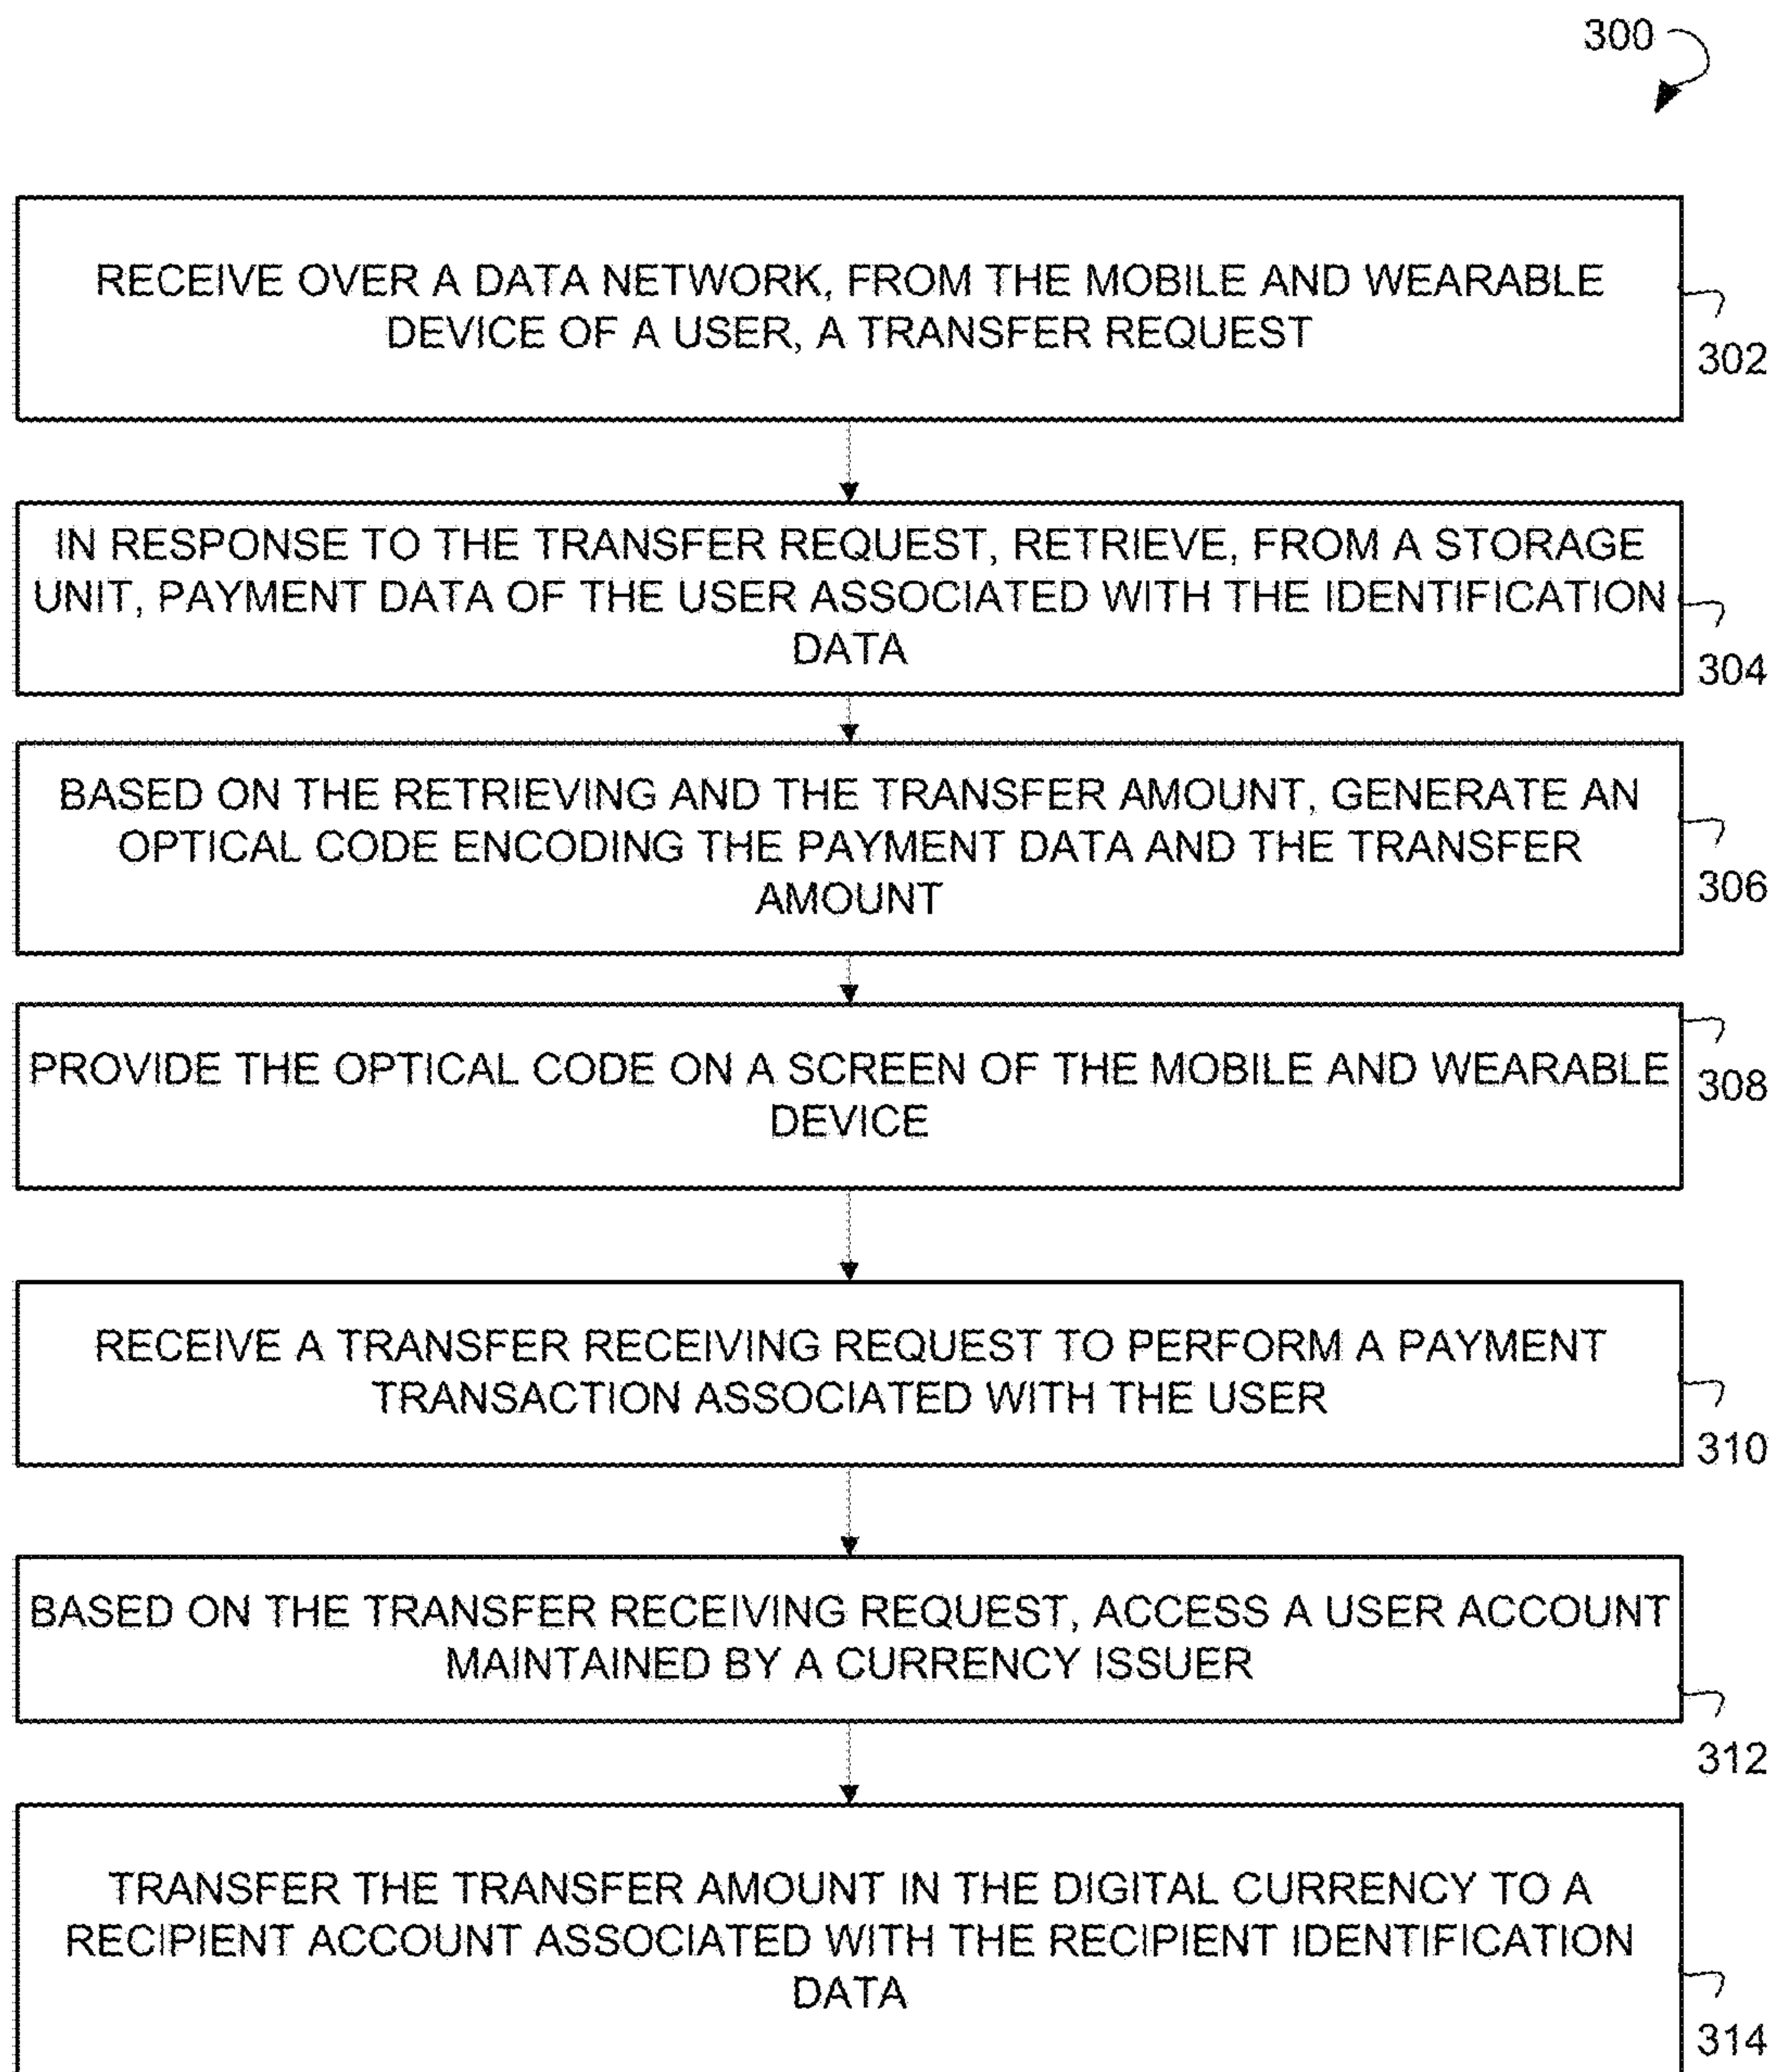 300
RECEIVE OVER A DATA NETWORK, FROM THE MOBILE AND WEARABLE
DEVICE OF A USER, A TRANSFER REQUEST
302
IN RESPONSE TO THE TRANSFER REQUEST, RETRIEVE, FROM A STORAGE
UNIT, PAYMENT DATA OF THE USER ASSOCIATED WITH THE IDENTIFICATION
DATA
304
BASED ON THE RETRIEVING AND THE TRANSFER AMOUNT, GENERATE AN
OPTICAL CODE ENCODING THE PAYMENT DATA AND THE TRANSFER
AMOUNT
306
PROVIDE THE OPTICAL CODE ON A SCREEN OF THE MOBILE AND WEARABLE
DEVICE
308
RECEIVE A TRANSFER RECEIVING REQUEST TO PERFORM A PAYMENT
TRANSACTION ASSOCIATED WITH THE USER
310
BASED ON THE TRANSFER RECEIVING REQUEST, ACCESS A USER ACCOUNT
MAINTAINED BY A CURRENCY ISSUER
312
TRANSFER THE TRANSFER AMOUNT IN THE DIGITAL CURRENCY TO A
RECIPIENT ACCOUNT ASSOCIATED WITH THE RECIPIENT IDENTIFICATION
DATA
314